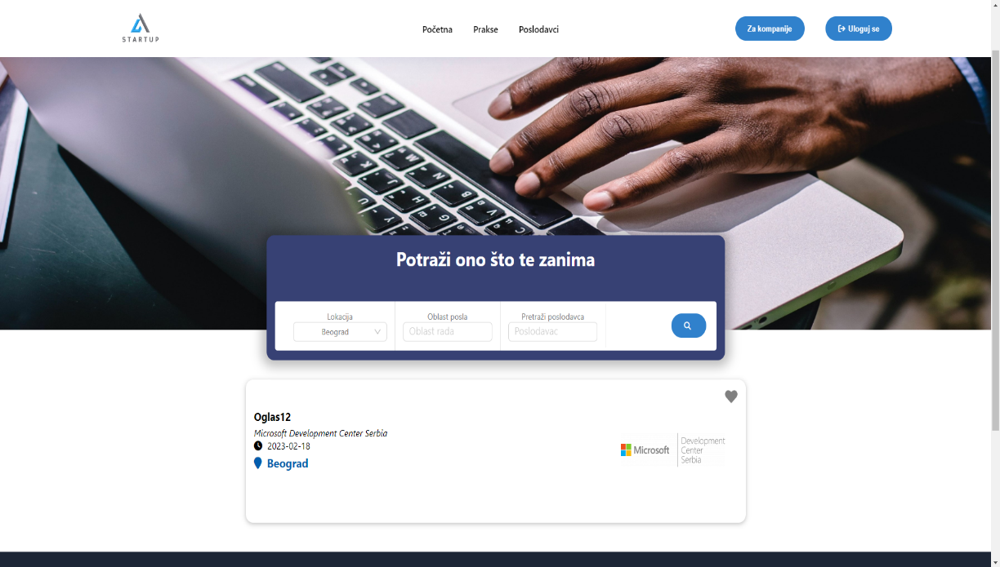 STARTUP
Početna
Prakse
Poslodavci
Za kompanije
Uloguj se
Potraži ono što te zanima
Lokacija
Oblast posla
Pretraži poslodavca
Beograd
Oblast rada
Poslodavac
Oglas12
Microsoft Development Center Serbia
2023-02-18
Beograd
Microsoft
Development
Center
Serbia